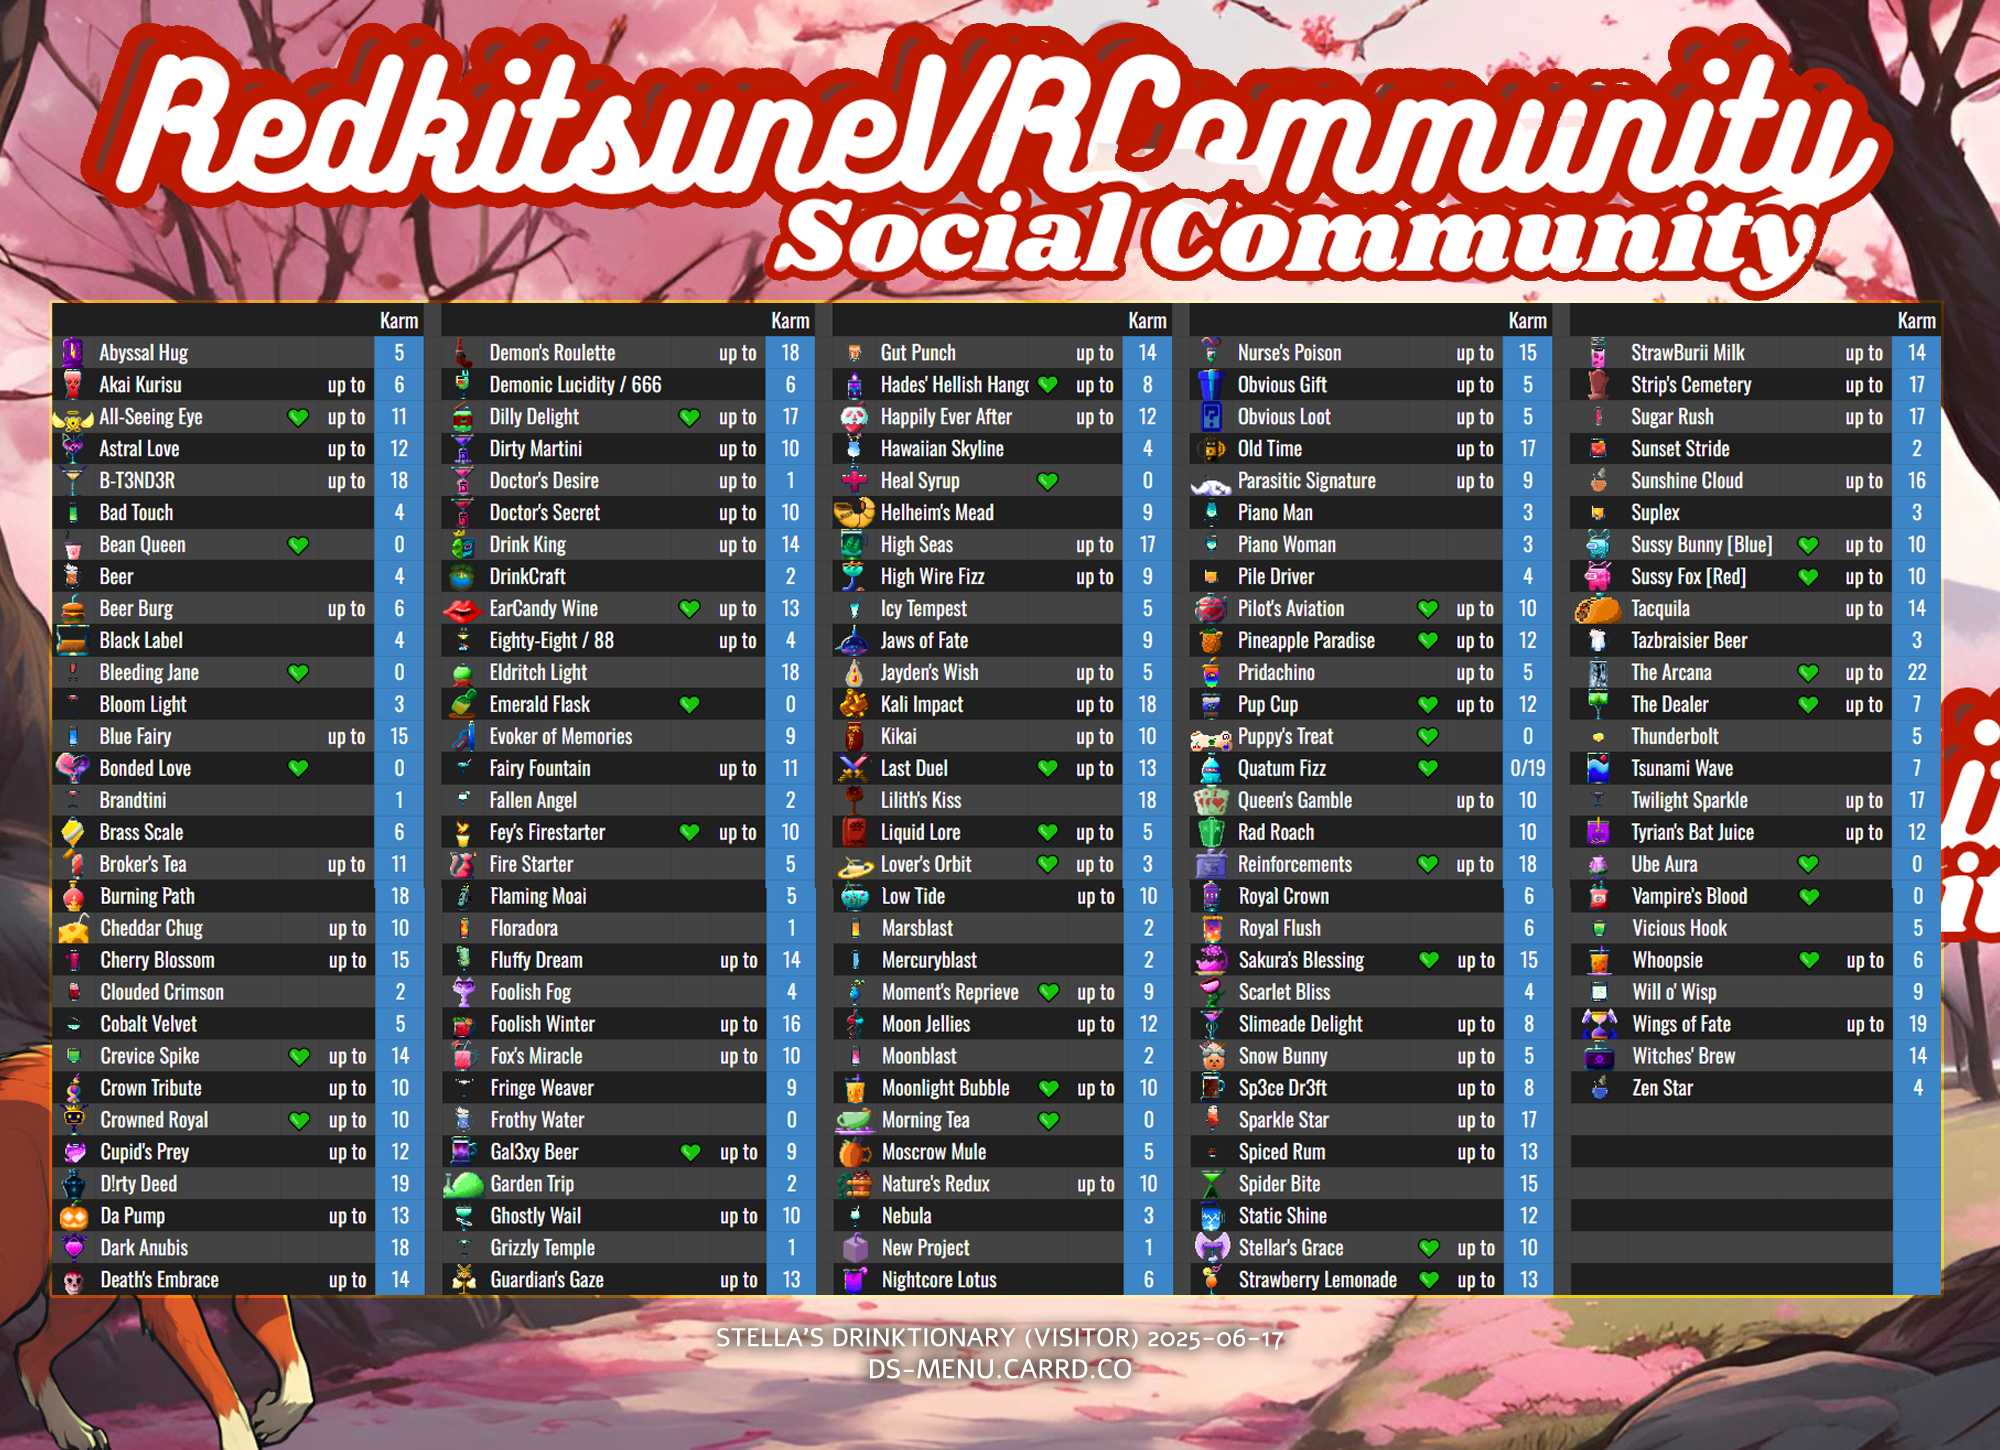 RedkitsuneVRCommunity
Social Community
Karm
Abyssal Hug 5
Akai Kurisu up to 6
All-Seeing Eye up to 11
Astral Love up to 12
B-T3ND3R up to 18
Bad Touch 4
Bean Queen 0
Beer 4
Beer Burg up to 6
Black Label 4
Bleeding Jane 0
Bloom Light 3
Blue Fairy up to 15
Bonded Love 0
Brandtini 1
Brass Scale 6
Broker's Tea up to 11
Burning Path 18
Cheddar Chug up to 10
Cherry Blossom up to 15
Clouded Crimson 2
Cobalt Velvet 5
Crevice Spike up to 14
Crown Tribute up to 10
Crowned Royal up to 10
Cupid's Prey up to 12
D!rty Deed 19
Da Pump up to 13
Dark Anubis 18
Death's Embrace up to 14
Karm
Demon's Roulette up to 18
Demonic Lucidity / 666 6
Dilly Delight up to 17
Dirty Martini up to 10
Doctor's Desire up to 1
Doctor's Secret up to 10
Drink King up to 14
DrinkCraft 2
EarCandy Wine up to 13
Eighty-Eight / 88 up to 4
Eldritch Light 18
Emerald Flask 0
Evoker of Memories 9
Fairy Fountain up to 11
Fallen Angel 2
Fey's Firestarter up to 10
Fire Starter 5
Flaming Moai 5
Floradora 1
Fluffy Dream up to 14
Foolish Fog 4
Foolish Winter up to 16
Fox's Miracle up to 10
Fringe Weaver 9
Frothy Water 0
Gal3xy Beer up to 9
Garden Trip 2
Ghostly Wail up to 10
Grizzly Temple 1
Guardian's Gaze up to 13
Karm
Gut Punch up to 14
Hades' Hellish Hango up to 8
Happily Ever After up to 12
Hawaiian Skyline 4
Heal Syrup 0
Helheim's Mead 9
High Seas up to 17
High Wire Fizz up to 9
Icy Tempest 5
Jaws of Fate 9
Jayden's Wish up to 5
Kali Impact up to 18
Kikai up to 10
Last Duel up to 13
Lilith's Kiss 18
Liquid Lore up to 5
Lover's Orbit up to 3
Low Tide up to 10
Marsblast 2
Mercuryblast 2
Moment's Reprieve up to 9
Moon Jellies up to 12
Moonblast 2
Moonlight Bubble up to 10
Morning Tea 0
Moscrow Mule 5
Nature's Redux up to 10
Nebula 3
New Project 1
Nightcore Lotus 6
Karm
Nurse's Poison up to 15
Obvious Gift up to 5
Obvious Loot up to 5
Old Time up to 17
Parasitic Signature up to 9
Piano Man 3
Piano Woman 3
Pile Driver 4
Pilot's Aviation up to 10
Pineapple Paradise up to 12
Pridachino up to 5
Pup Cup up to 12
Puppy's Treat 0
Quatum Fizz 0/19
Queen's Gamble up to 10
Rad Roach 10
Reinforcements up to 18
Royal Crown 6
Royal Flush 6
Sakura's Blessing up to 15
Scarlet Bliss 4
Slimeade Delight up to 8
Snow Bunny up to 5
Sp3ce Dr3ft up to 8
Sparkle Star up to 17
Spiced Rum up to 13
Spider Bite 15
Static Shine 12
Stellar's Grace up to 10
Strawberry Lemonade up to 13
Karm
StrawBurii Milk up to 14
Strip's Cemetery up to 17
Sugar Rush up to 17
Sunset Stride 2
Sunshine Cloud up to 16
Suplex 3
Sussy Bunny [Blue] up to 10
Sussy Fox [Red] up to 10
Tacquila up to 14
Tazbraisier Beer 3
The Arcana up to 22
The Dealer up to 7
Thunderbolt 5
Tsunami Wave 7
Twilight Sparkle up to 17
Tyrian's Bat Juice up to 12
Ube Aura 0
Vampire's Blood 0
Vicious Hook 5
Whoopsie up to 6
Will o' Wisp 9
Wings of Fate up to 19
Witches' Brew 14
Zen Star 4
STELLA'S DRINKTIONARY (VISITOR) 2025-06-17
DS-MENU.CARRD.CO